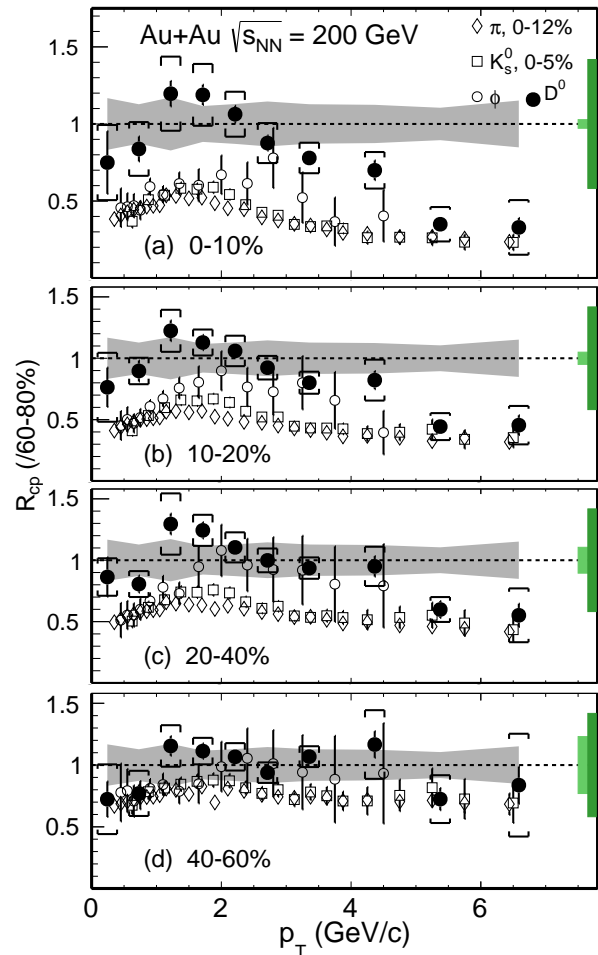 Au+Au √sNN = 200 GeV
π, 0-12%
K0s, 0-5%
ϕ D0
1.5
1
0.5
(a) 0-10%
1.5
1
0.5
(b) 10-20%
1.5
1
0.5
(c) 20-40%
1.5
1
0.5
(d) 40-60%
Rcp (/60-80%)
0 2 4 6
pT (GeV/c)